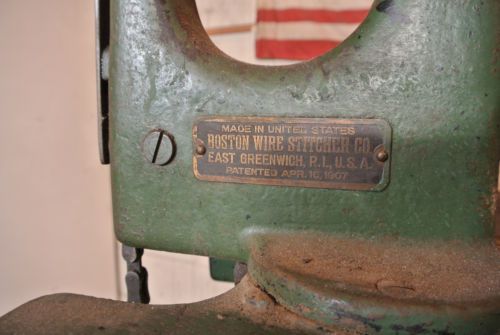 MADE IN UNITED STATES
BOSTON WIRE STITCHER CO.
EAST GREENWICH, R.I., U.S.A.
PATENTED APR. 16, 1907